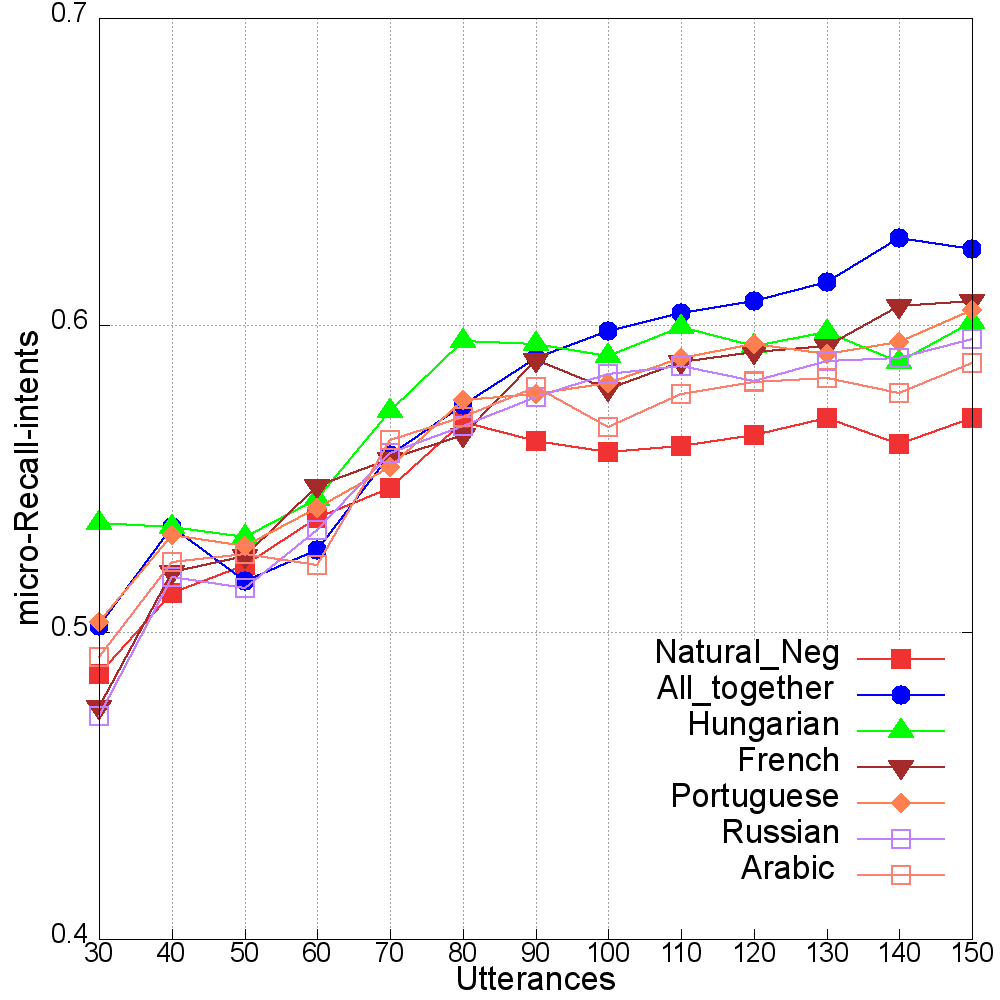 0.7
0.6
0.5
0.4
micro-Recall-intents
Natural_Neg
All_together
Hungarian
French
Portuguese
Russian
Arabic
30 40 50 60 70 80 90 100 110 120 130 140 150
Utterances